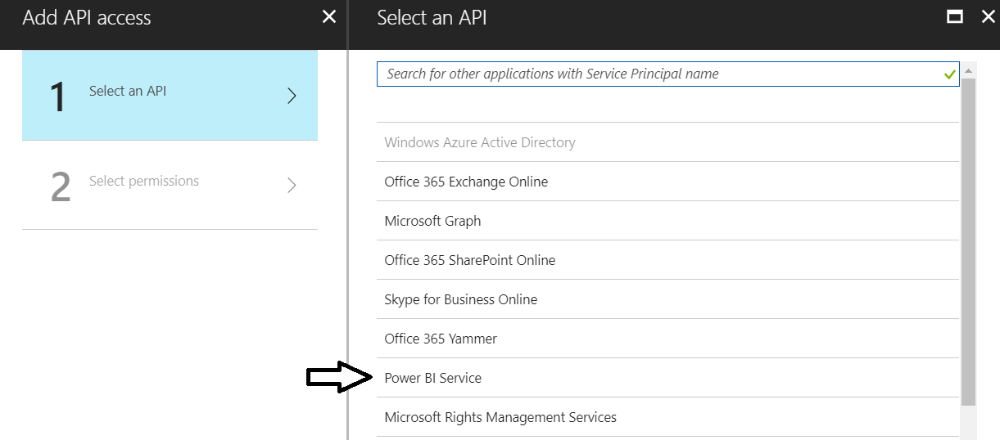 Add API access
1
Select an API
2
Select permissions
Select an API
Search for other applications with Service Principal name
Windows Azure Active Directory
Office 365 Exchange Online
Microsoft Graph
Office 365 SharePoint Online
Skype for Business Online
Office 365 Yammer
Power BI Service
Microsoft Rights Management Services